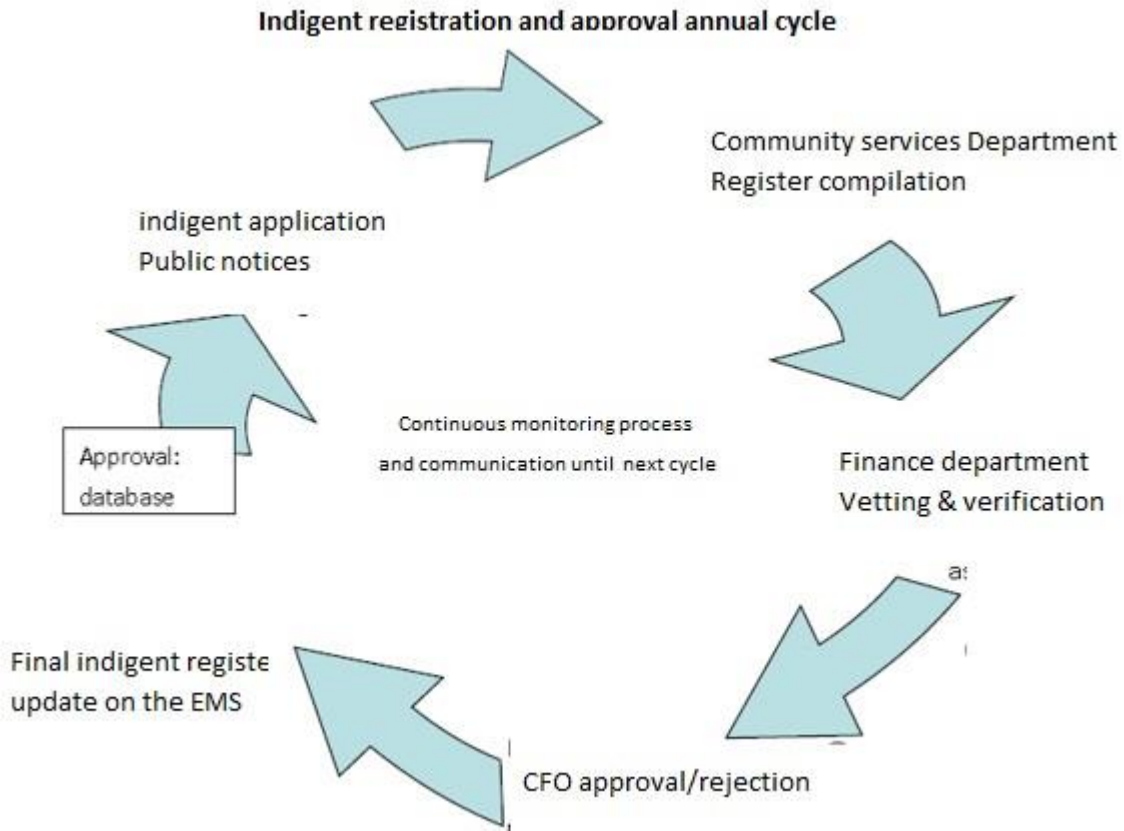 Indigent registration and approval annual cycle
Community services Department
Register compilation
indigent application
Public notices
Continuous monitoring process
and communication until next cycle
Approval:
database
Finance department
Vetting & verification
as
Final indigent registe
update on the EMS
CFO approval/rejection